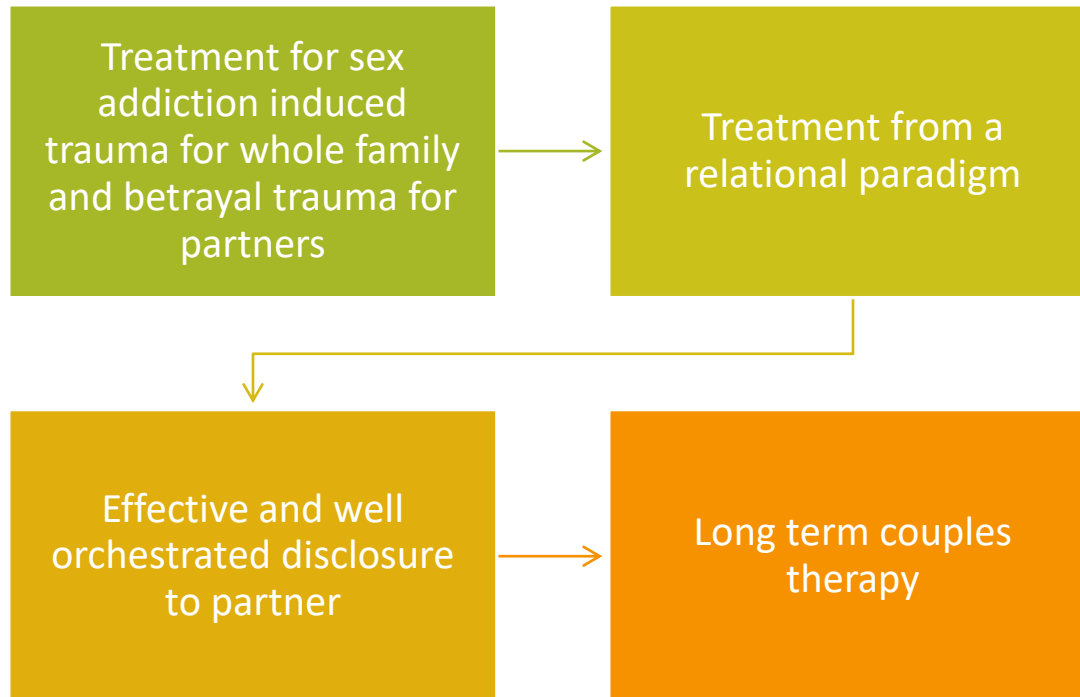 Treatment for sex
addiction induced
trauma for whole family
and betrayal trauma for
partners
Treatment from a
relational paradigm
Effective and well
orchestrated disclosure
to partner
Long term couples
therapy